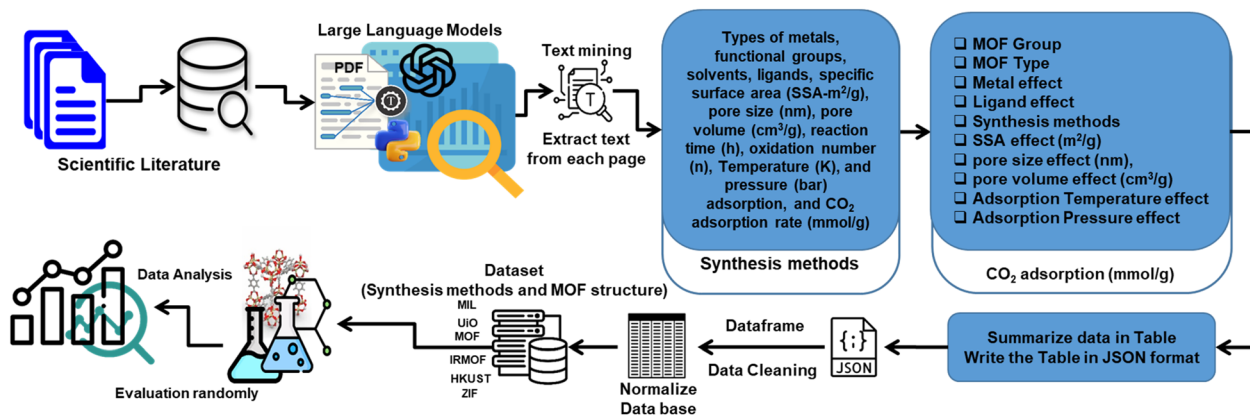 Large Language Models
PDF
T
Scientific Literature
Text mining
T
Extract text
from each page
Types of metals,
functional groups,
solvents, ligands, specific
surface area (SSA-m²/g),
pore size (nm), pore
volume (cm³/g), reaction
time (h), oxidation number
(n), Temperature (K), and
pressure (bar)
adsorption, and CO₂
adsorption rate (mmol/g)
Synthesis methods
❑ MOF Group
❑ MOF Type
❑ Metal effect
❑ Ligand effect
❑ Synthesis methods
❑ SSA effect (m²/g)
❑ pore size effect (nm),
❑ pore volume effect (cm³/g)
❑ Adsorption Temperature effect
❑ Adsorption Pressure effect
CO₂ adsorption (mmol/g)
Summarize data in Table
Write the Table in JSON format
{;}
JSON
Dataframe
Data Cleaning
Normalize
Data base
Dataset
(Synthesis methods and MOF structure)
MIL
UiO
MOF
IRMOF
HKUST
ZIF
Evaluation randomly
Data Analysis